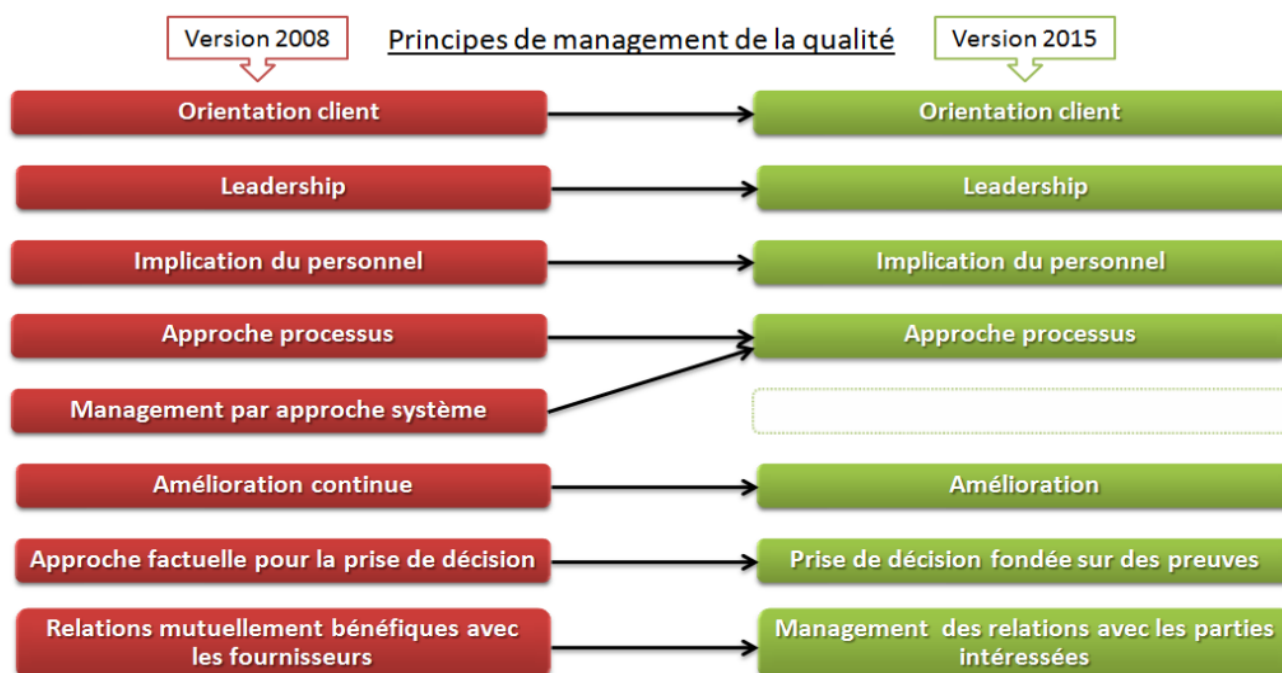 Version 2008
Principes de management de la qualité
Version 2015
Orientation client
Orientation client
Leadership
Leadership
Implication du personnel
Implication du personnel
Approche processus
Approche processus
Management par approche système
Amélioration continue
Amélioration
Approche factuelle pour la prise de décision
Prise de décision fondée sur des preuves
Relations mutuellement bénéfiques avec
les fournisseurs
Management des relations avec les parties
intéressées